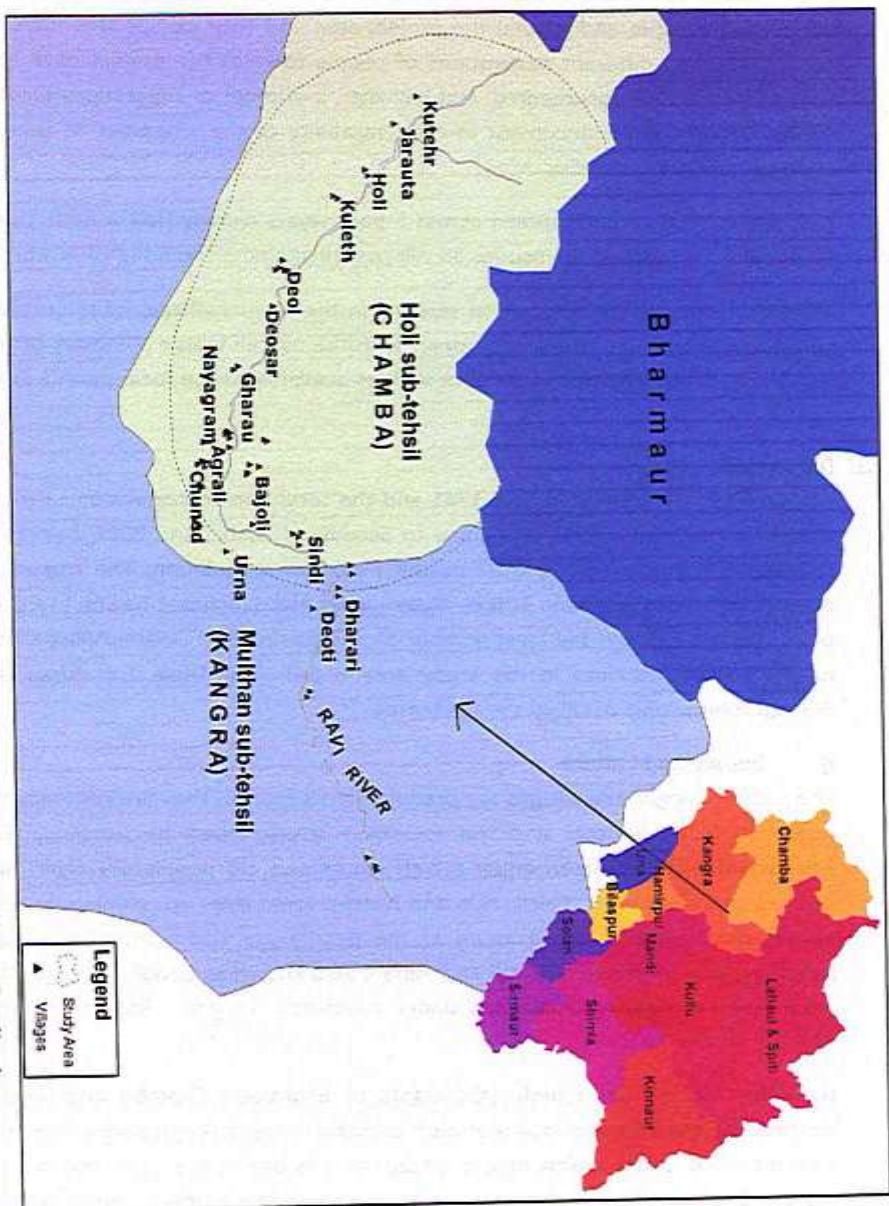 Bharmaur
Kutehr
Jarauta
Holi
Kuleth
Holi sub-tehsil
(CHAMBA)
Deol
Deosar
Gharau
Nayagram
Agrall
Chunad
Bajoli
Sindi
Urna
Dharari
Deoti
Multhan sub-tehsil
(KANGRA)
RAVI RIVER
Chamba
Kangra
Lahaul & Spiti
Una
Hamirpur
Bilaspur
Mandi
Kullu
Solan
Shimla
Sirmaur
Kinnaur
Legend
Study Area
Villages